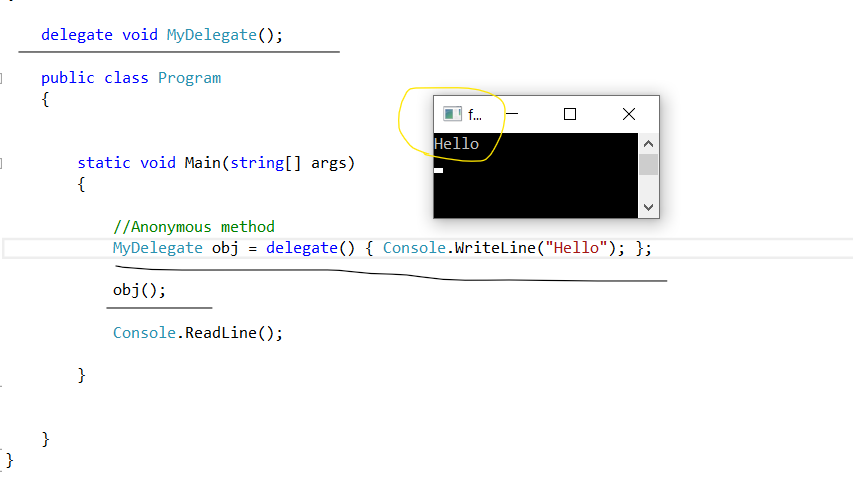 delegate void MyDelegate();
public class Program
{
f...
Hello
static void Main(string[] args)
{
//Anonymous method
MyDelegate obj = delegate() { Console.WriteLine("Hello"); };
obj();
Console.ReadLine();
}
}
}